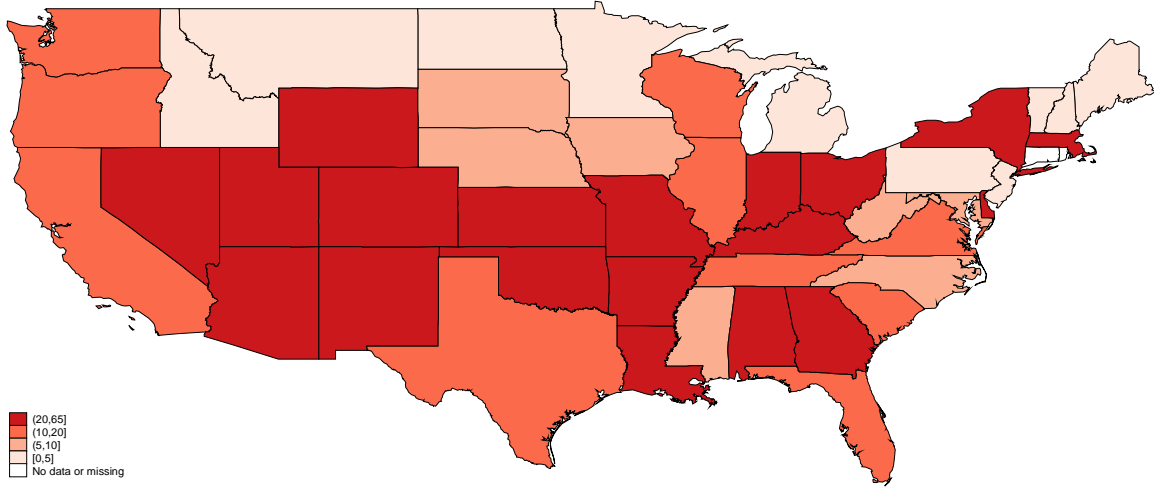 (20,65]
(10,20]
(5,10]
[0,5]
No data or missing